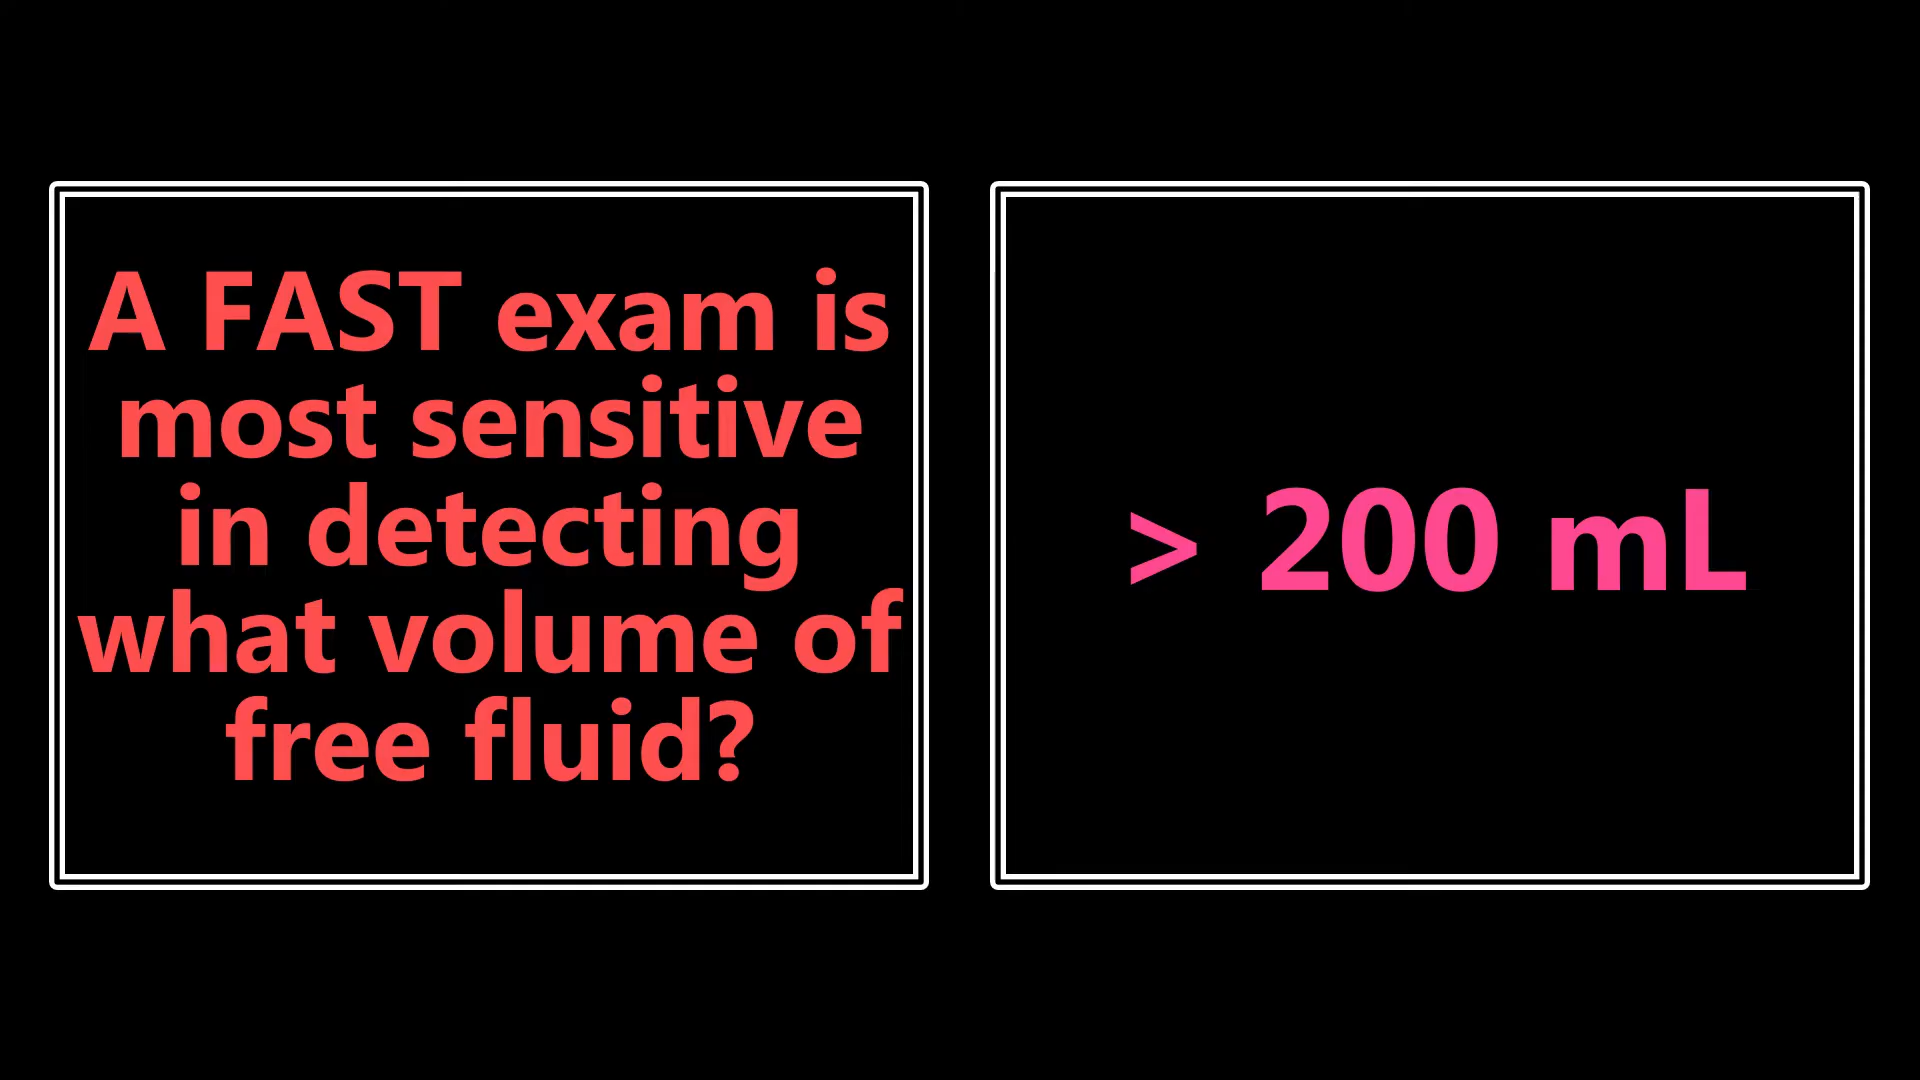 A FAST exam is
most sensitive
in detecting
what volume of
free fluid?
> 200 mL